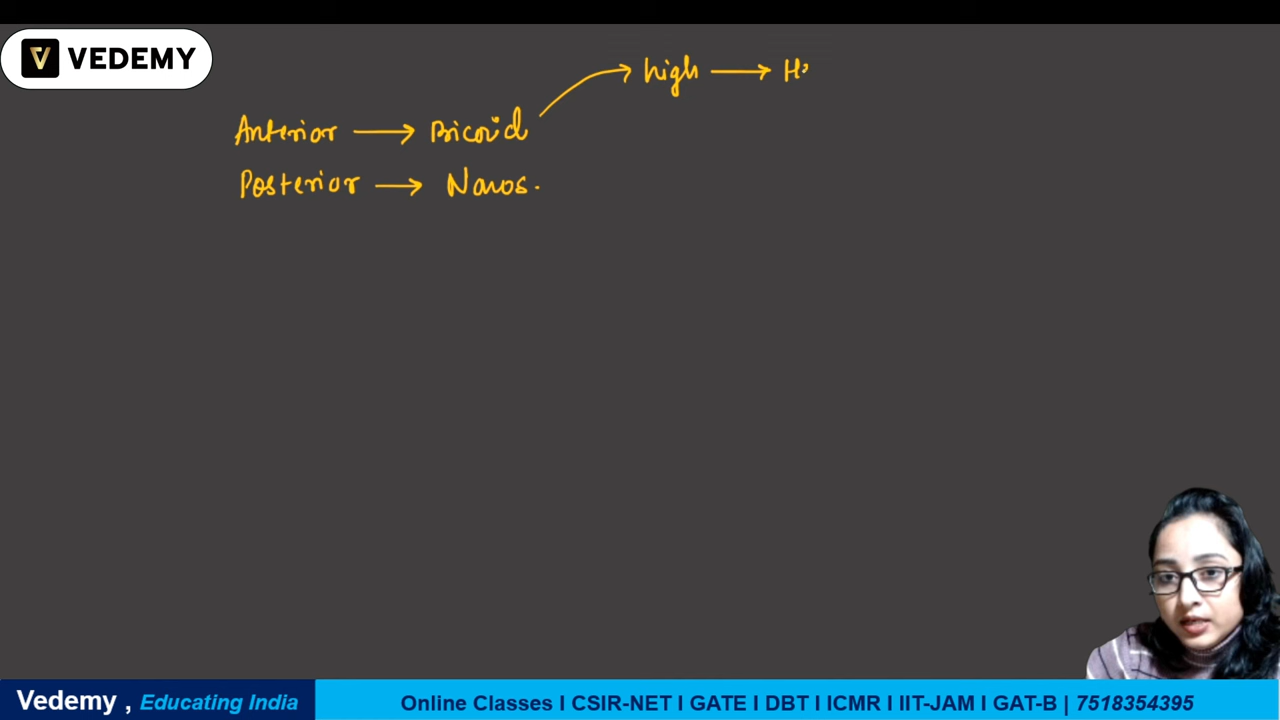 VEDEMY
high → H
Anterior → Bicoid
Posterior → Nanos.
Vedemy , Educating India
Online Classes I CSIR-NET I GATE I DBT I ICMR I IIT-JAM I GAT-B | 7518354395